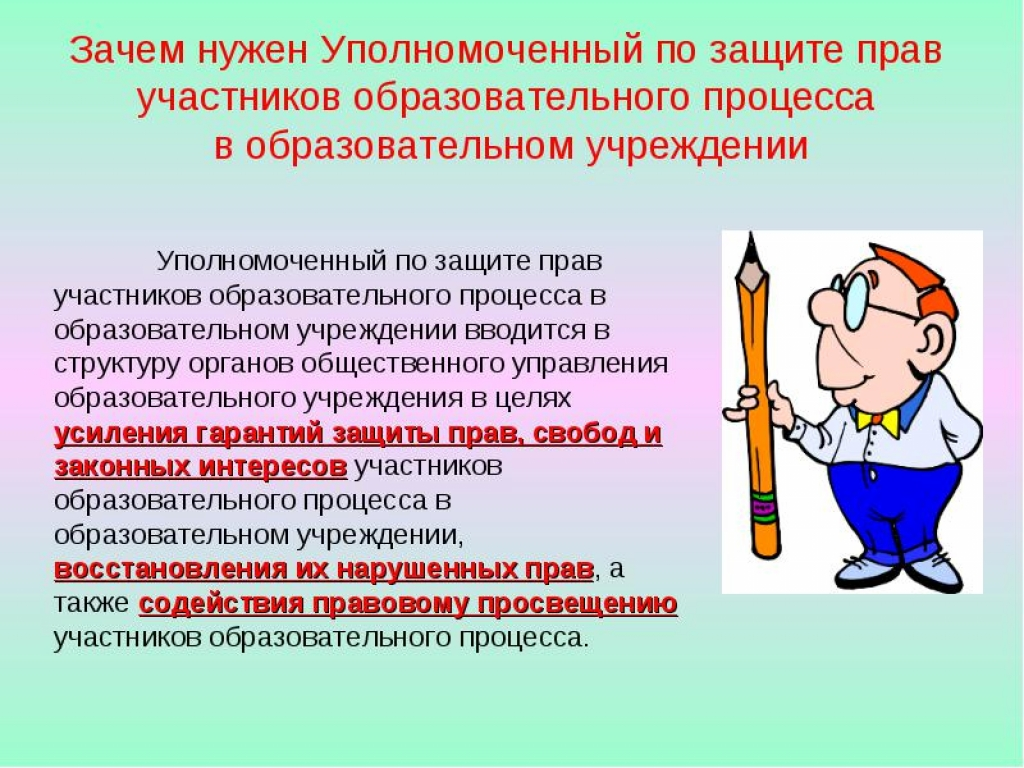 Зачем нужен Уполномоченный по защите прав
участников образовательного процесса
в образовательном учреждении
Уполномоченный по защите прав
участников образовательного процесса в
образовательном учреждении вводится в
структуру органов общественного управления
образовательного учреждения в целях
усиления гарантий защиты прав, свобод и
законных интересов участников
образовательного процесса в
образовательном учреждении,
восстановления их нарушенных прав, а
также содействия правовому просвещению
участников образовательного процесса.